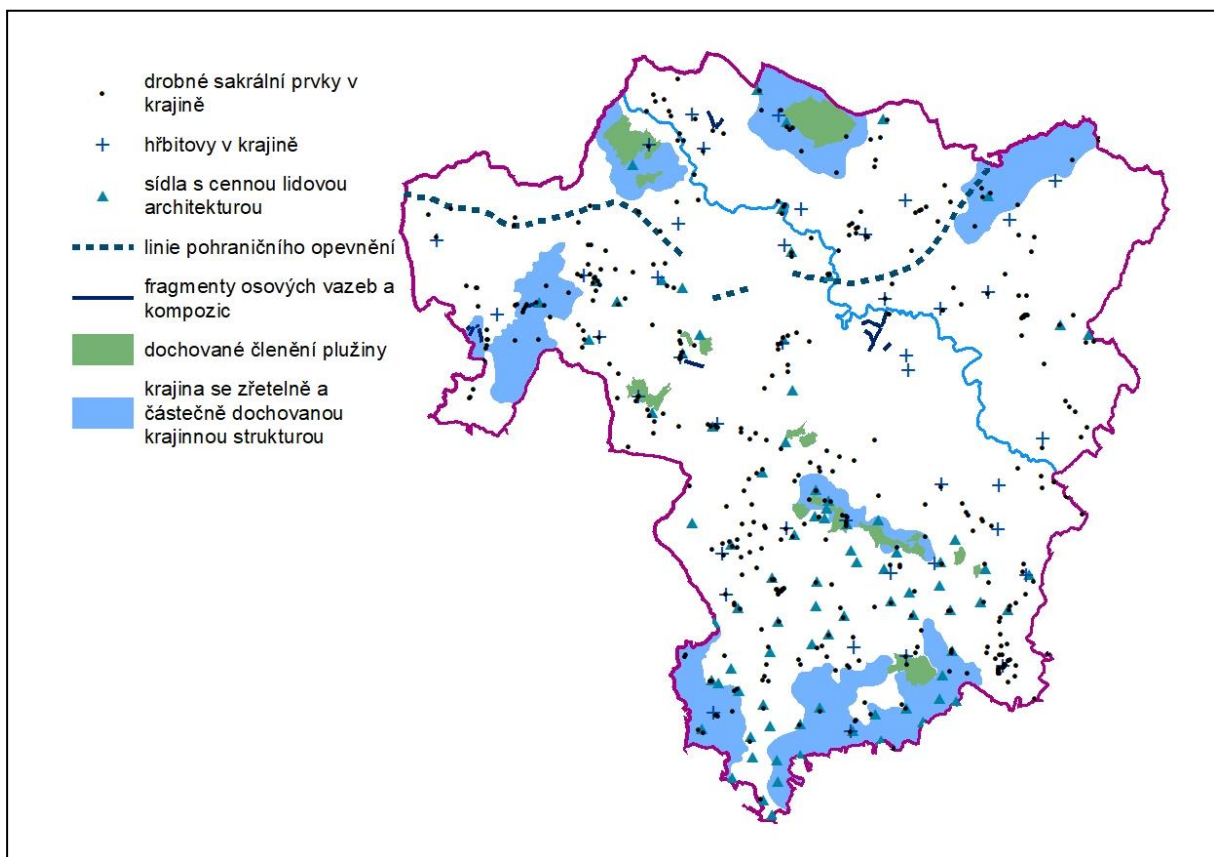 drobné sakrální prvky v
krajině
hřbitovy v krajině
sídla s cennou lidovou
architekturou
linie pohraničního opevnění
fragmenty osových vazeb a
kompozic
dochované členění plužiny
krajina se zřetelně a
částečně dochovanou
krajinnou strukturou